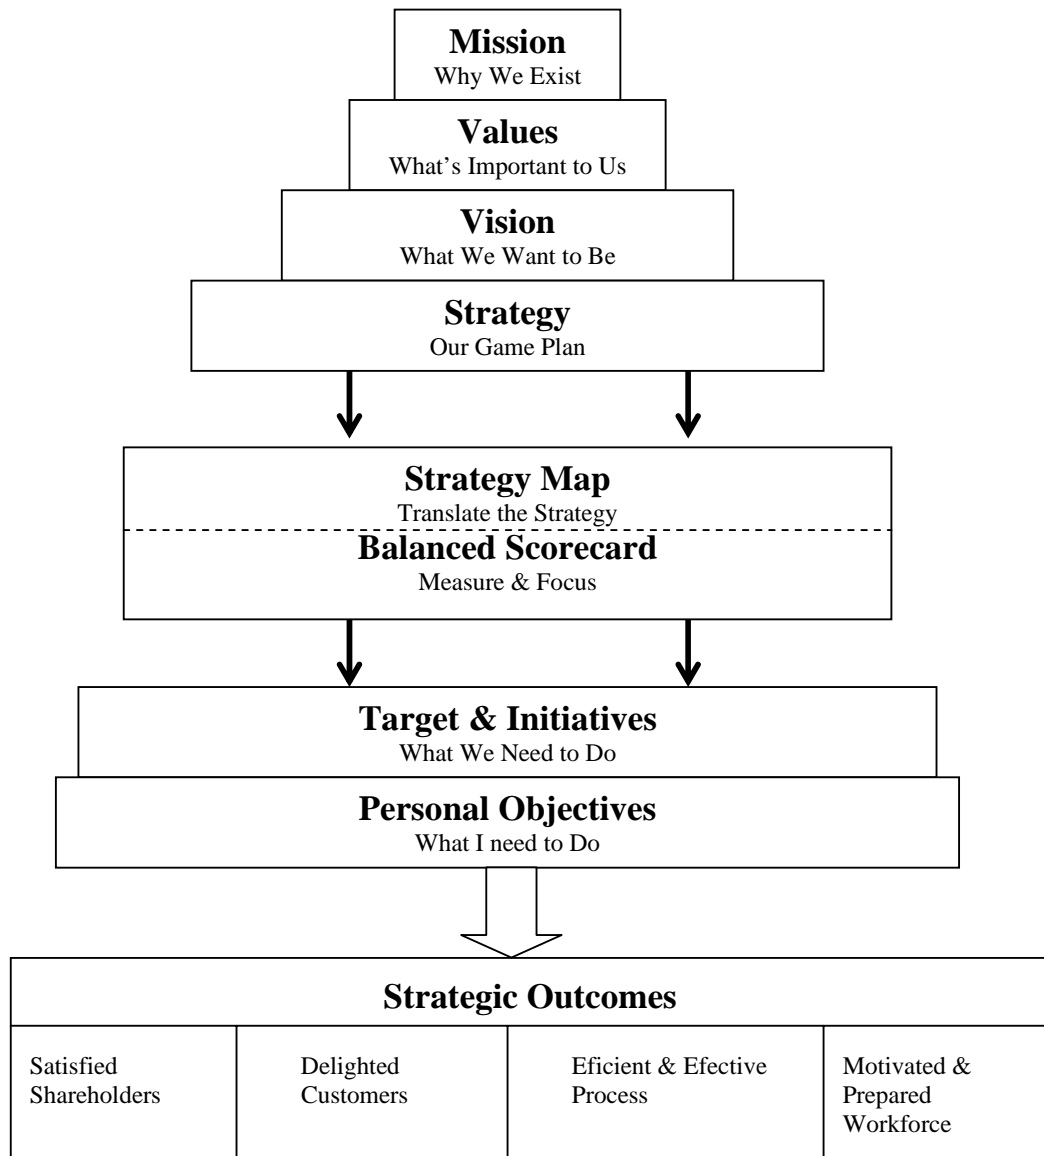 Mission
Why We Exist
Values
What's Important to Us
Vision
What We Want to Be
Strategy
Our Game Plan
Strategy Map
Translate the Strategy
Balanced Scorecard
Measure & Focus
Target & Initiatives
What We Need to Do
Personal Objectives
What I need to Do
Strategic Outcomes
Satisfied
Shareholders
Delighted
Customers
Eficient & Efective
Process
Motivated &
Prepared
Workforce